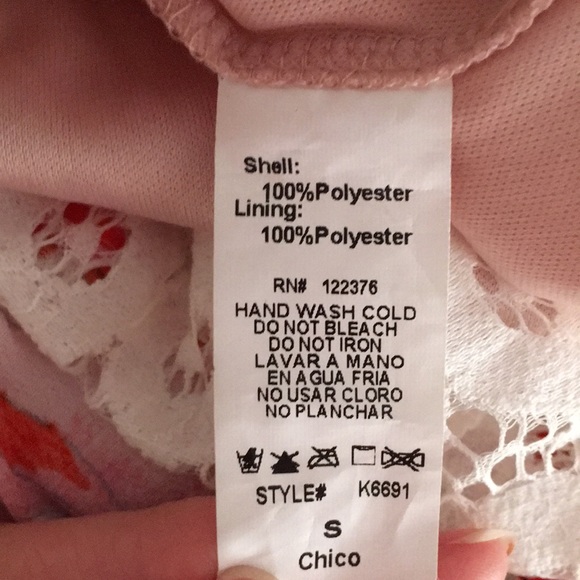 Shell:
100%Polyester
Lining:
100%Polyester
RN# 122376
HAND WASH COLD
DO NOT BLEACH
DO NOT IRON
LAVAR A MANO
EN AGUA FRIA
NO USAR CLORO
NO PLANCHAR
STYLE# K6691
S
Chico